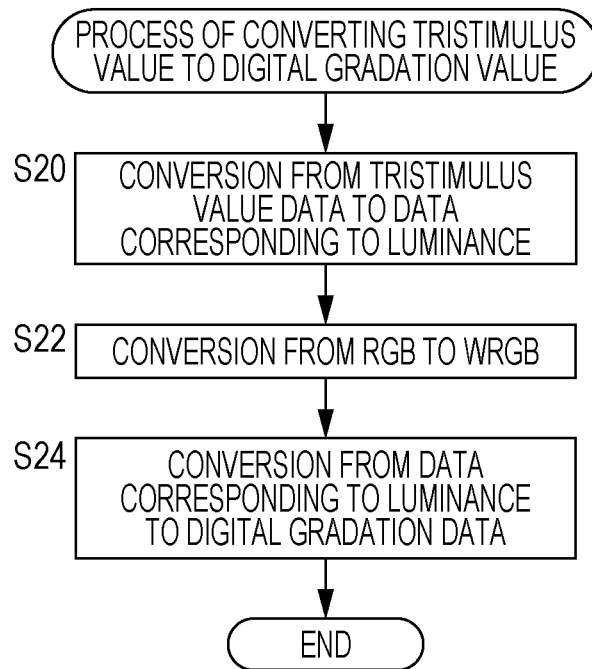 PROCESS OF CONVERTING TRISTIMULUS
VALUE TO DIGITAL GRADATION VALUE
S20
CONVERSION FROM TRISTIMULUS
VALUE DATA TO DATA
CORRESPONDING TO LUMINANCE
S22
CONVERSION FROM RGB TO WRGB
S24
CONVERSION FROM DATA
CORRESPONDING TO LUMINANCE
TO DIGITAL GRADATION DATA
END